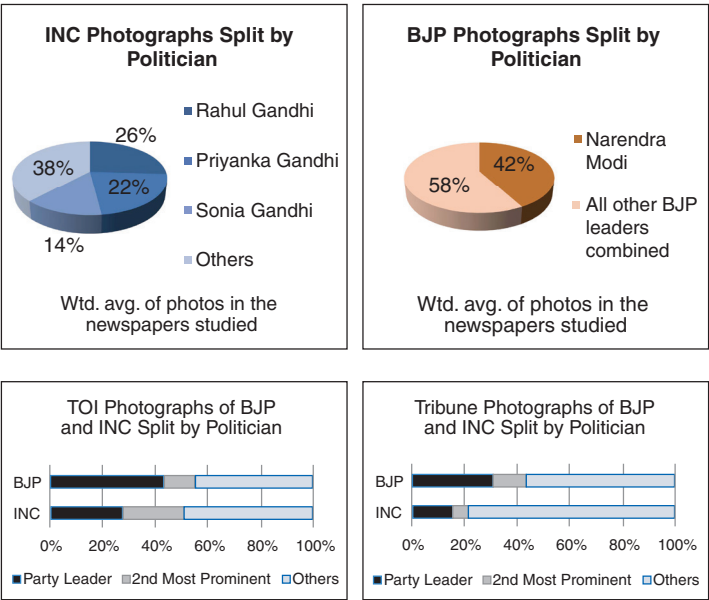 INC Photographs Split by
Politician
Rahul Gandhi
26%
Priyanka Gandhi
38%
22%
Sonia Gandhi
14%
Others
Wtd. avg. of photos in the
newspapers studied
BJP Photographs Split by
Politician
Narendra
Modi
42%
58%
All other BJP
leaders
combined
Wtd. avg. of photos in the
newspapers studied
TOI Photographs of BJP
and INC Split by Politician
BJP
INC
0% 20% 40% 60% 80% 100%
Party Leader 2nd Most Prominent Others
Tribune Photographs of BJP
and INC Split by Politician
BJP
INC
0% 20% 40% 60% 80% 100%
Party Leader 2nd Most Prominent Others